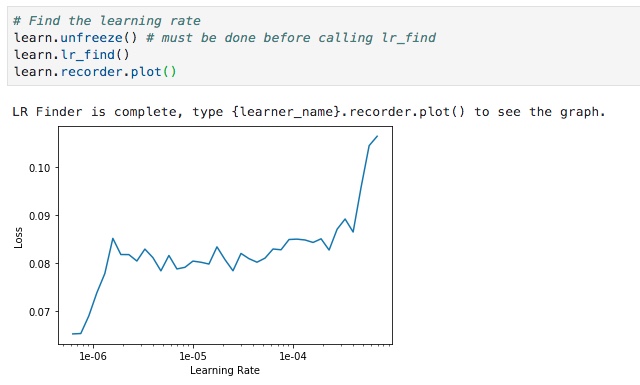 # Find the learning rate
learn.unfreeze() # must be done before calling lr_find
learn.lr_find()
learn.recorder.plot()
LR Finder is complete, type {learner_name}.recorder.plot() to see the graph.
0.10
0.09
0.08
0.07
Loss
1e-06 1e-05 1e-04
Learning Rate